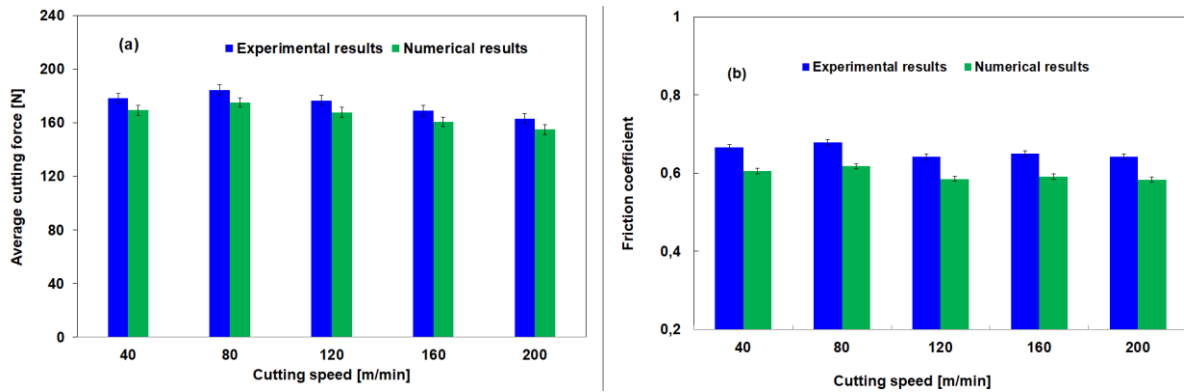 (a)
Experimental results Numerical results
Average cutting force [N]
240
200
160
120
80
40
0
40 80 120 160 200
Cutting speed [m/min]
(b)
Experimental results Numerical results
Friction coefficient
1
0,8
0,6
0,4
0,2
40 80 120 160 200
Cutting speed [m/min]